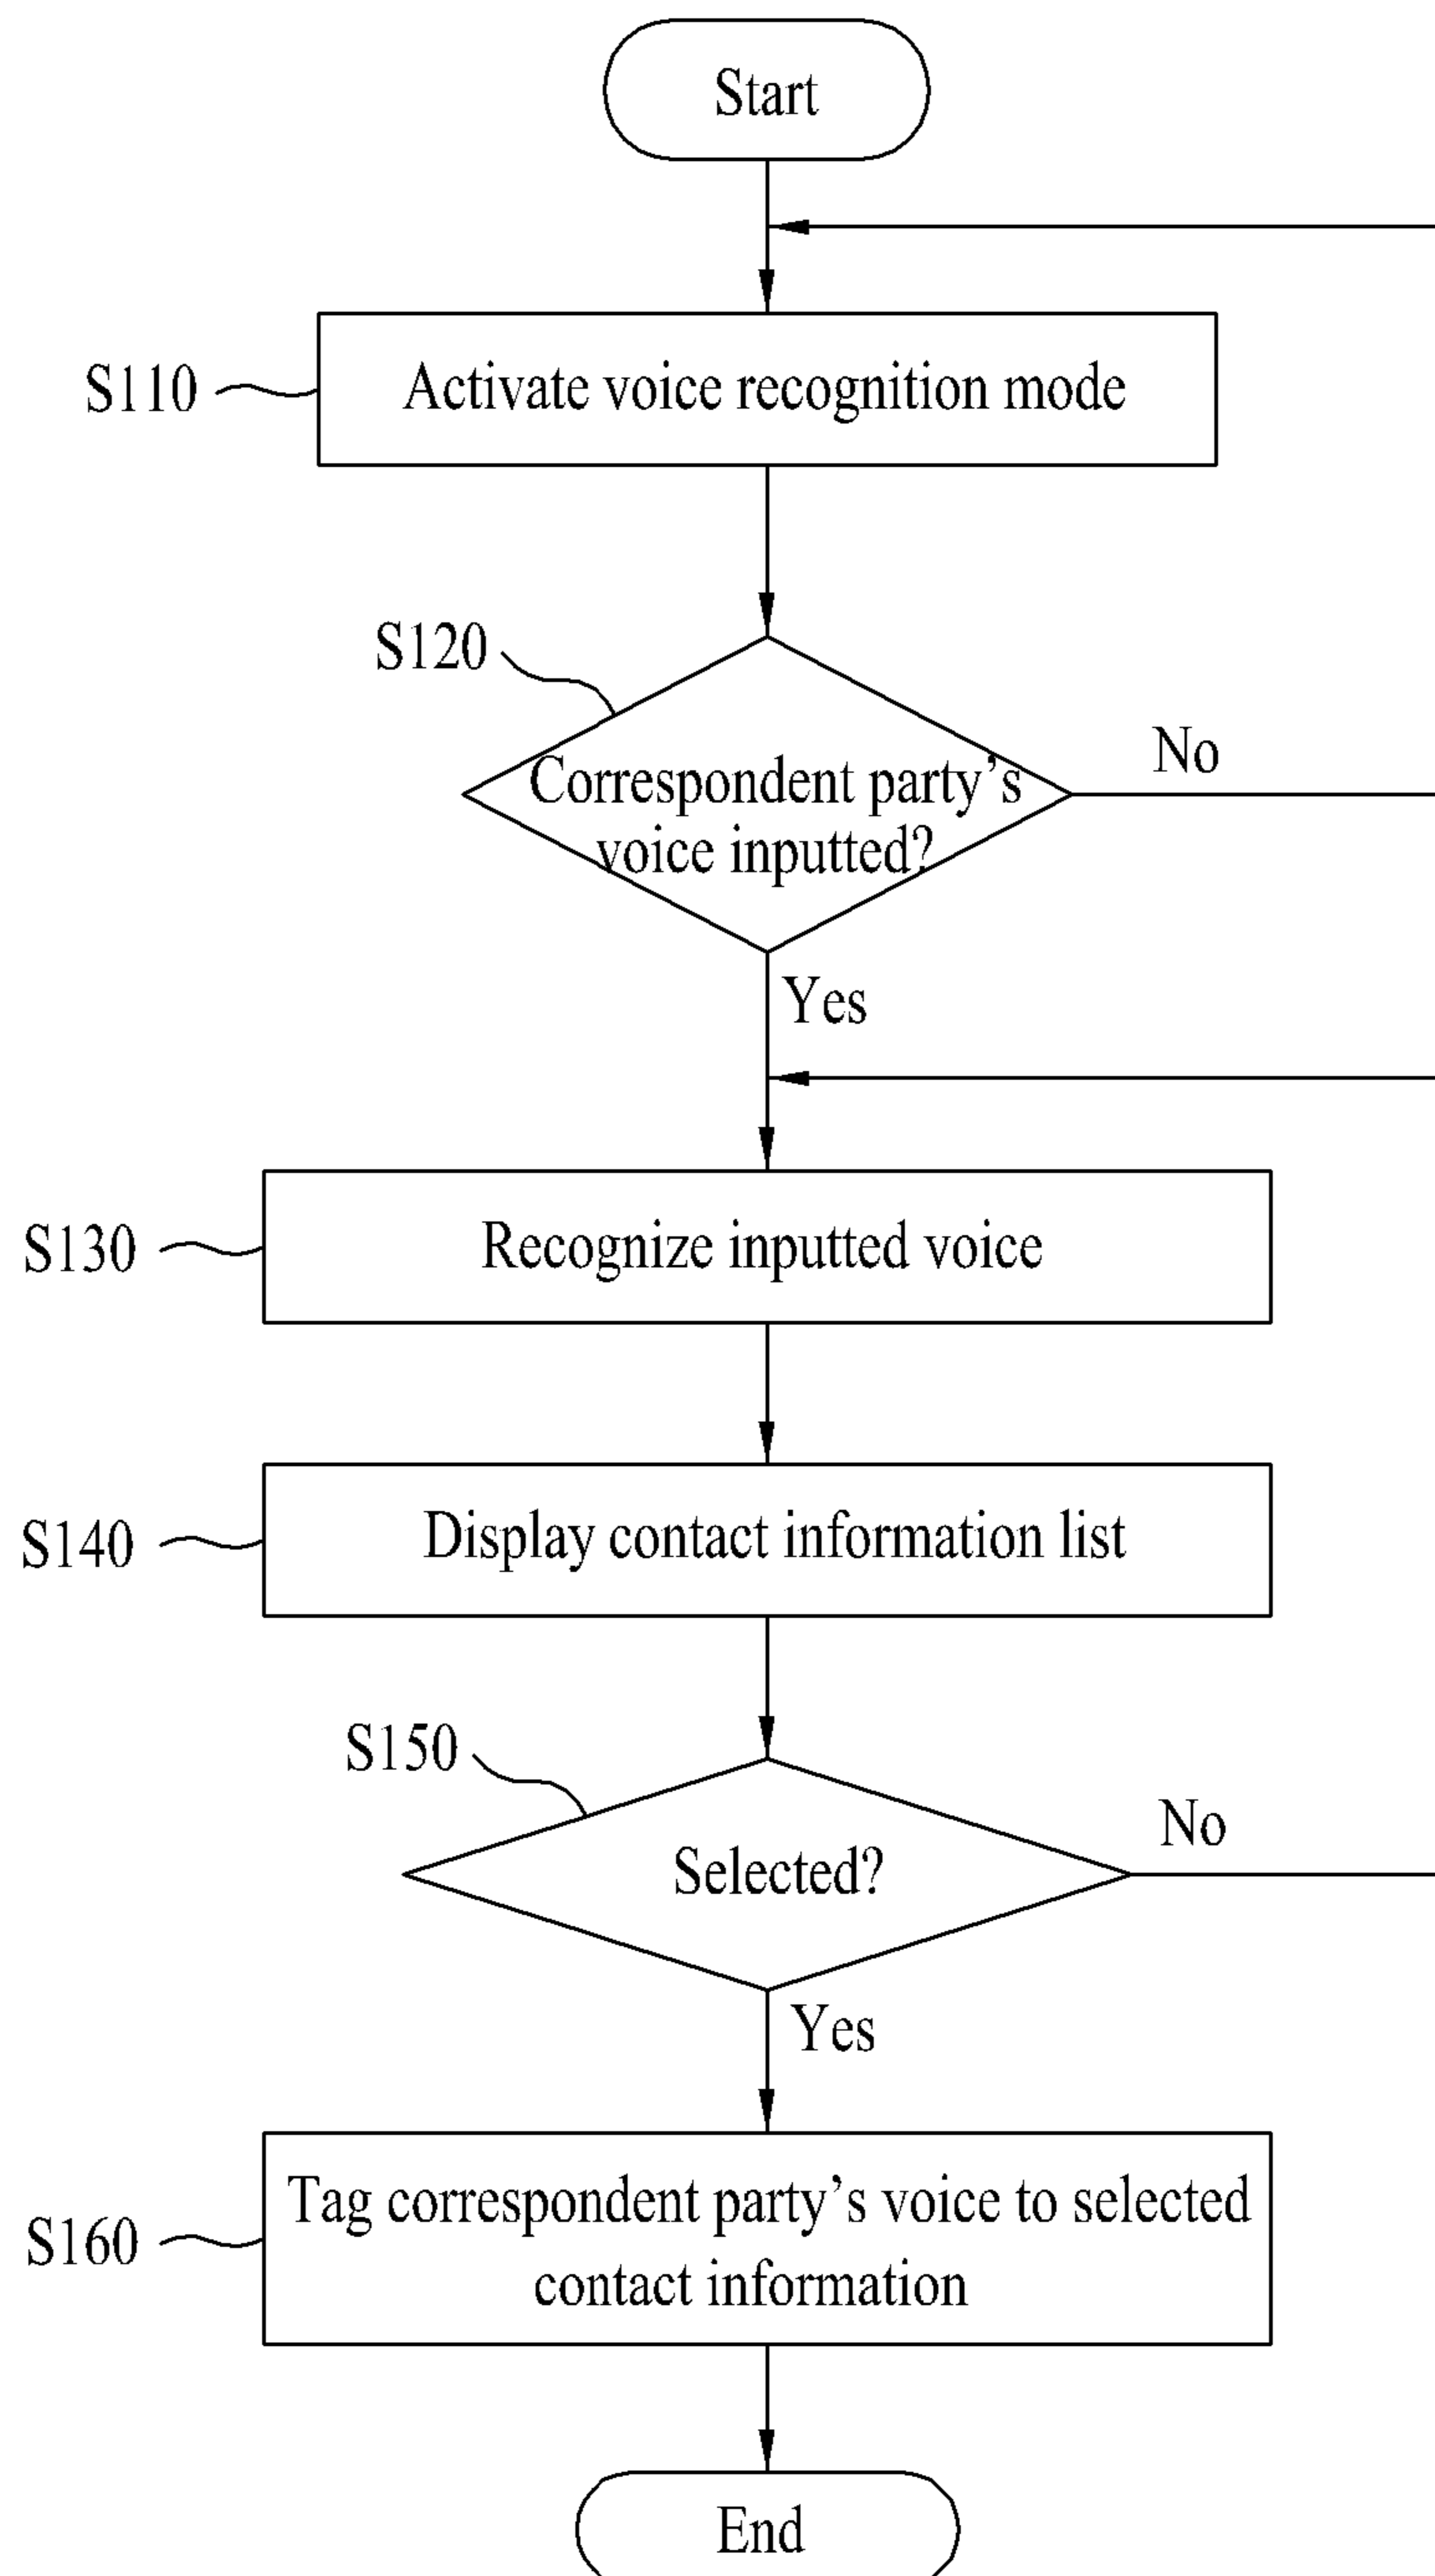 Start
S110
Activate voice recognition mode
S120
Correspondent party’s
voice inputted?
No
Yes
S130
Recognize inputted voice
S140
Display contact information list
S150
Selected?
No
Yes
S160
Tag correspondent party’s voice to selected
contact information
End